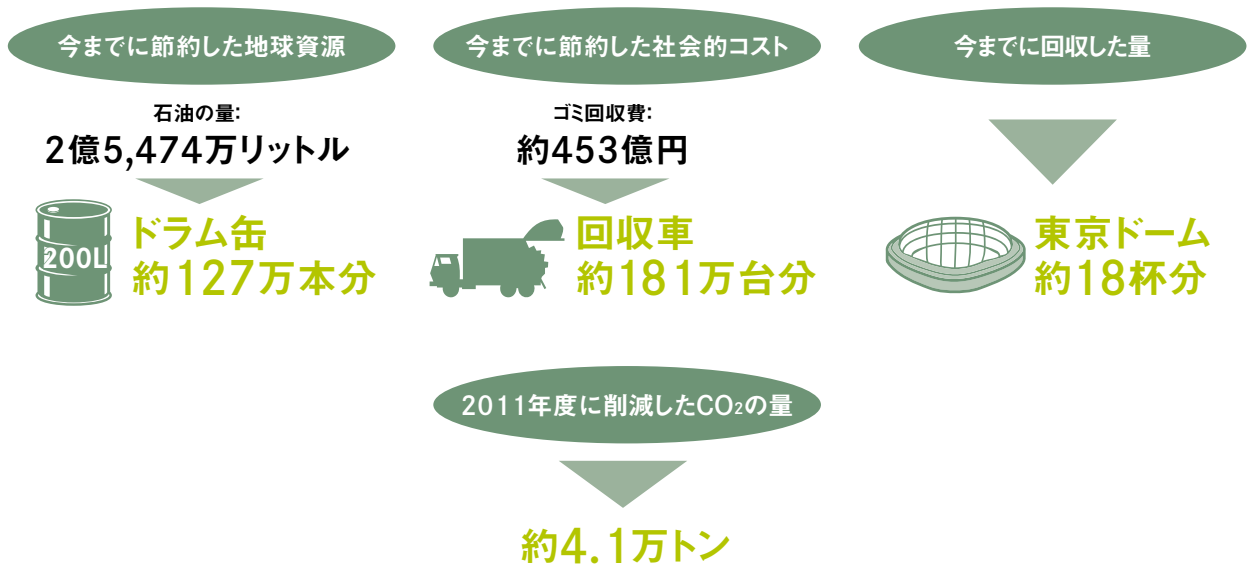 今までに節約した地球資源
石油の量:
2億5,474万リットル
200L
ドラム缶
約127万本分
今までに節約した社会的コスト
ゴミ回収費:
約453億円
回収車
約181万台分
今までに回収した量
東京ドーム
約18杯分
2011年度に削減したCO₂の量
約4.1万トン